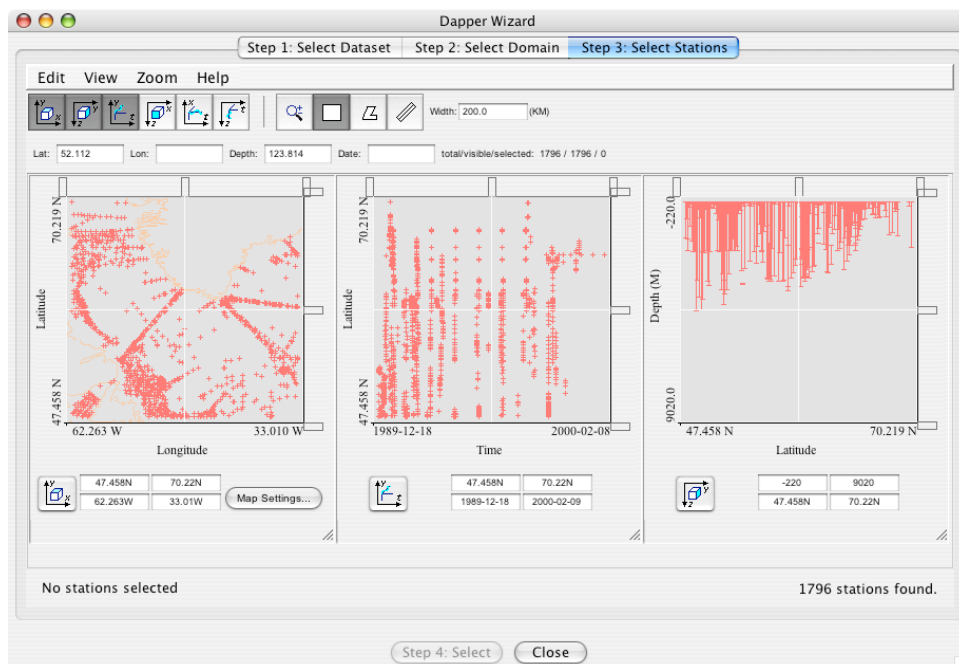 Dapper Wizard
Step 1: Select Dataset Step 2: Select Domain Step 3: Select Stations
Edit View Zoom Help
Width: 200.0 (KM)
Lat: 52.112 Lon: Depth: 123.814 Date: total/visible/selected: 1796 / 1796 / 0
70.219 N
Latitude
47.458 N
62.263 W 33.010 W
Longitude
70.219 N
Latitude
47.458 N
1989-12-18 2000-02-08
Time
-220.0
Depth (M)
9020.0
47.458 N 70.219 N
Latitude
y x
47.458N 70.22N
62.263W 33.01W
Map Settings...
y t
47.458N 70.22N
1989-12-18 2000-02-09
y z
-220 9020
47.458N 70.22N
No stations selected 1796 stations found.
Step 4: Select Close